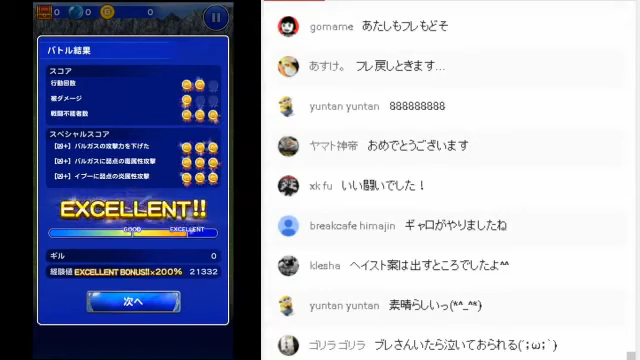 0 0 0
バトル結果
スコア
行動回数
被ダメージ
戦闘不能者数
スペシャルスコア
【凶+】バルガスの攻撃力を下げた
【凶+】バルガスに弱点の毒属性攻撃
【凶+】イプーに弱点の炎属性攻撃
EXCELLENT!!
GOOD EXCELLENT
ギル 0
経験値 EXCELLENT BONUS!!×200% 21332
次へ
gomame あたしもフレもどそ
あすけ。 フレ戻しときます…
yuntan yuntan 888888888
ヤマト神帝 おめでとうございます
xk fu いい闘いでした！
breakcafe himajin ギャロがやりましたね
klesha ヘイスト案は出すところでしたよ^^
yuntan yuntan 素晴らしいっ(*^_^*)
ゴリラ ゴリラ ブレさんいたら泣いておられる(´；ω；`)